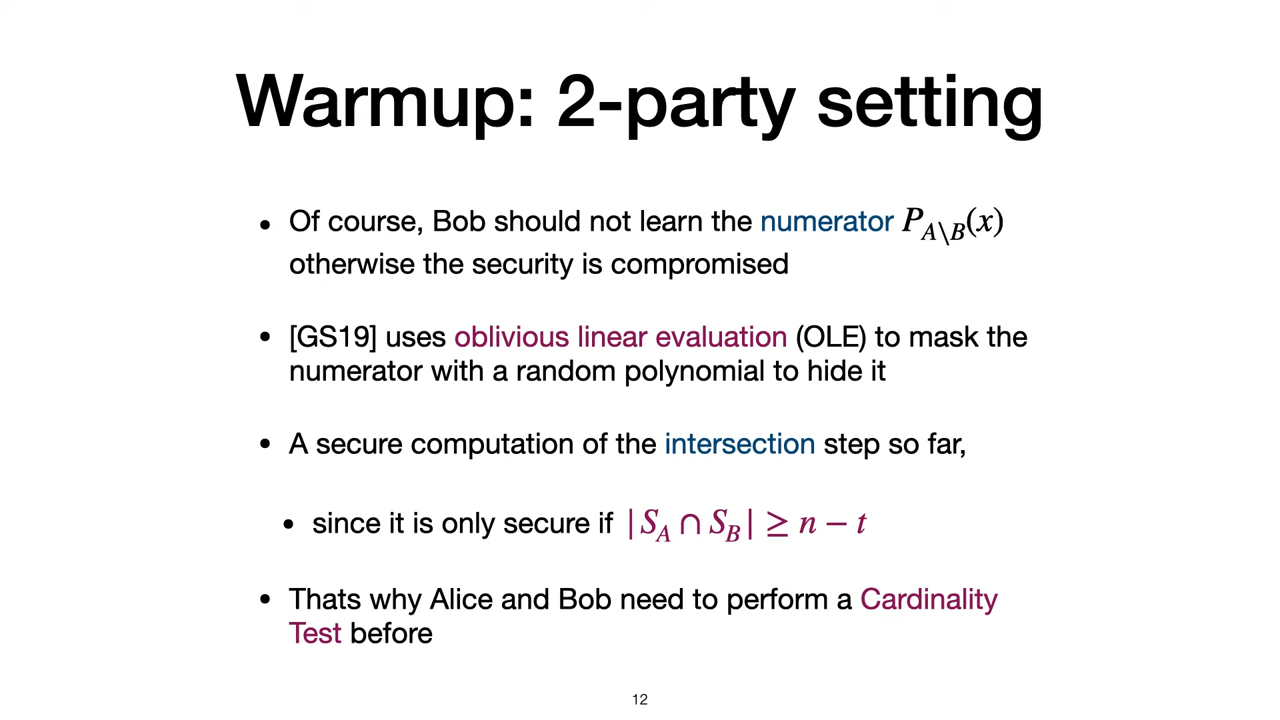 Warmup: 2-party setting
• Of course, Bob should not learn the numerator P_{A\B}(x)
otherwise the security is compromised
• [GS19] uses oblivious linear evaluation (OLE) to mask the
numerator with a random polynomial to hide it
• A secure computation of the intersection step so far,
• since it is only secure if |S_A ∩ S_B| ≥ n − t
• Thats why Alice and Bob need to perform a Cardinality
Test before
12